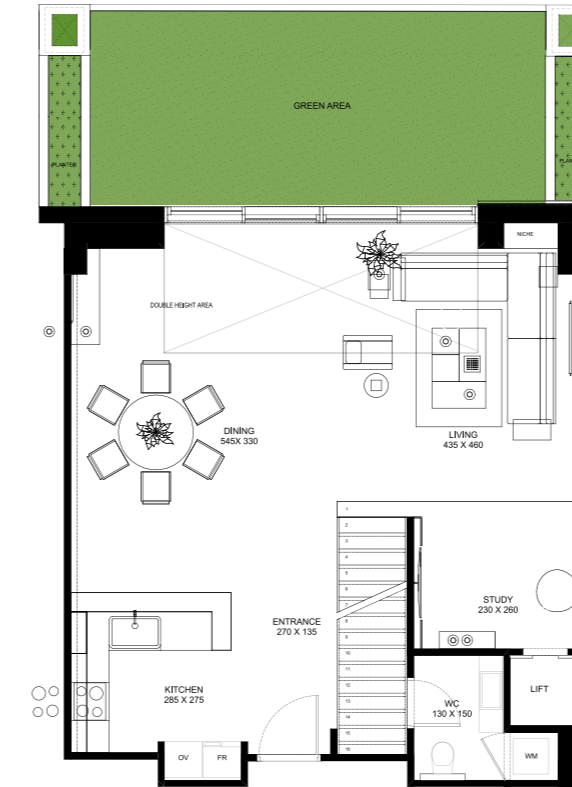 GREEN AREA
PLANTER
PLAN
NICHE
DOUBLE HEIGHT AREA
DINING
545X 330
LIVING
435 X 460
1
2
3
4
5
6
7
8
9
10
11
12
13
14
15
16
ENTRANCE
270 X 135
STUDY
230 X 260
KITCHEN
285 X 275
WC
130 X 150
LIFT
OV
FR
WM